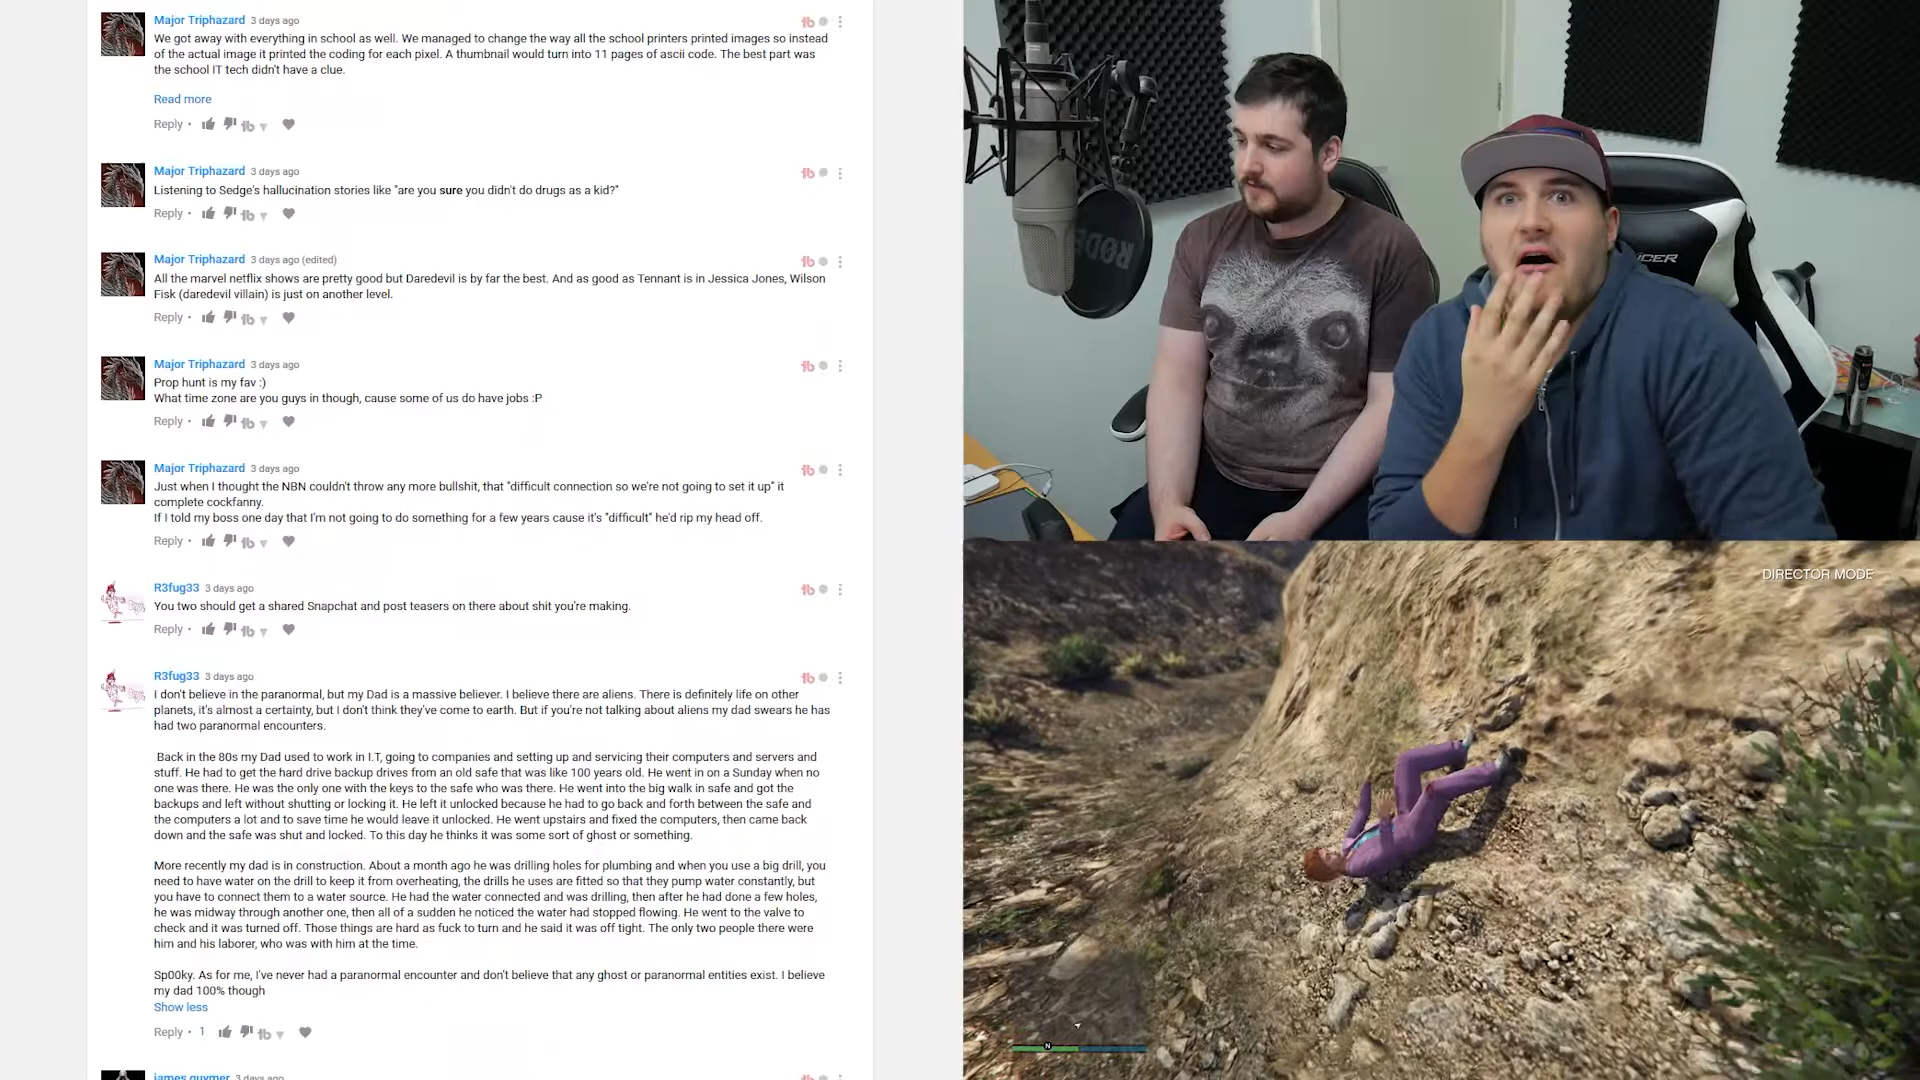 Major Triphazard 3 days ago
We got away with everything in school as well. We managed to change the way all the school printers printed images so instead
of the actual image it printed the coding for each pixel. A thumbnail would turn into 11 pages of ascii code. The best part was
the school IT tech didn't have a clue.
Read more
Reply •
Major Triphazard 3 days ago
Listening to Sedge's hallucination stories like "are you sure you didn't do drugs as a kid?"
Reply •
Major Triphazard 3 days ago (edited)
All the marvel netflix shows are pretty good but Daredevil is by far the best. And as good as Tennant is in Jessica Jones, Wilson
Fisk (daredevil villain) is just on another level.
Reply •
Major Triphazard 3 days ago
Prop hunt is my fav :)
What time zone are you guys in though, cause some of us do have jobs :P
Reply •
Major Triphazard 3 days ago
Just when I thought the NBN couldn't throw any more bullshit, that "difficult connection so we're not going to set it up" it
complete cockfanny.
If I told my boss one day that I'm not going to do something for a few years cause it's "difficult" he'd rip my head off.
Reply •
R3fug33 3 days ago
You two should get a shared Snapchat and post teasers on there about shit you're making.
Reply •
R3fug33 3 days ago
I don't believe in the paranormal, but my Dad is a massive believer. I believe there are aliens. There is definitely life on other
planets, it's almost a certainty, but I don't think they've come to earth. But if you're not talking about aliens my dad swears he has
had two paranormal encounters.
Back in the 80s my Dad used to work in I.T, going to companies and setting up and servicing their computers and servers and
stuff. He had to get the hard drive backup drives from an old safe that was like 100 years old. He went in on a Sunday when no
one was there. He was the only one with the keys to the safe who was there. He went into the big walk in safe and got the
backups and left without shutting or locking it. He left it unlocked because he had to go back and forth between the safe and
the computers a lot and to save time he would leave it unlocked. He went upstairs and fixed the computers, then came back
down and the safe was shut and locked. To this day he thinks it was some sort of ghost or something.
More recently my dad is in construction. About a month ago he was drilling holes for plumbing and when you use a big drill, you
need to have water on the drill to keep it from overheating, the drills he uses are fitted so that they pump water constantly, but
you have to connect them to a water source. He had the water connected and was drilling, then after he had done a few holes,
he was midway through another one, then all of a sudden he noticed the water had stopped flowing. He went to the valve to
check and it was turned off. Those things are hard as fuck to turn and he said it was off tight. The only two people there were
him and his laborer, who was with him at the time.
Sp00ky. As for me, I've never had a paranormal encounter and don't believe that any ghost or paranormal entities exist. I believe
my dad 100% though
Show less
Reply • 1
james guymer 3 days ago
RØDE
DIRECTOR MODE
N